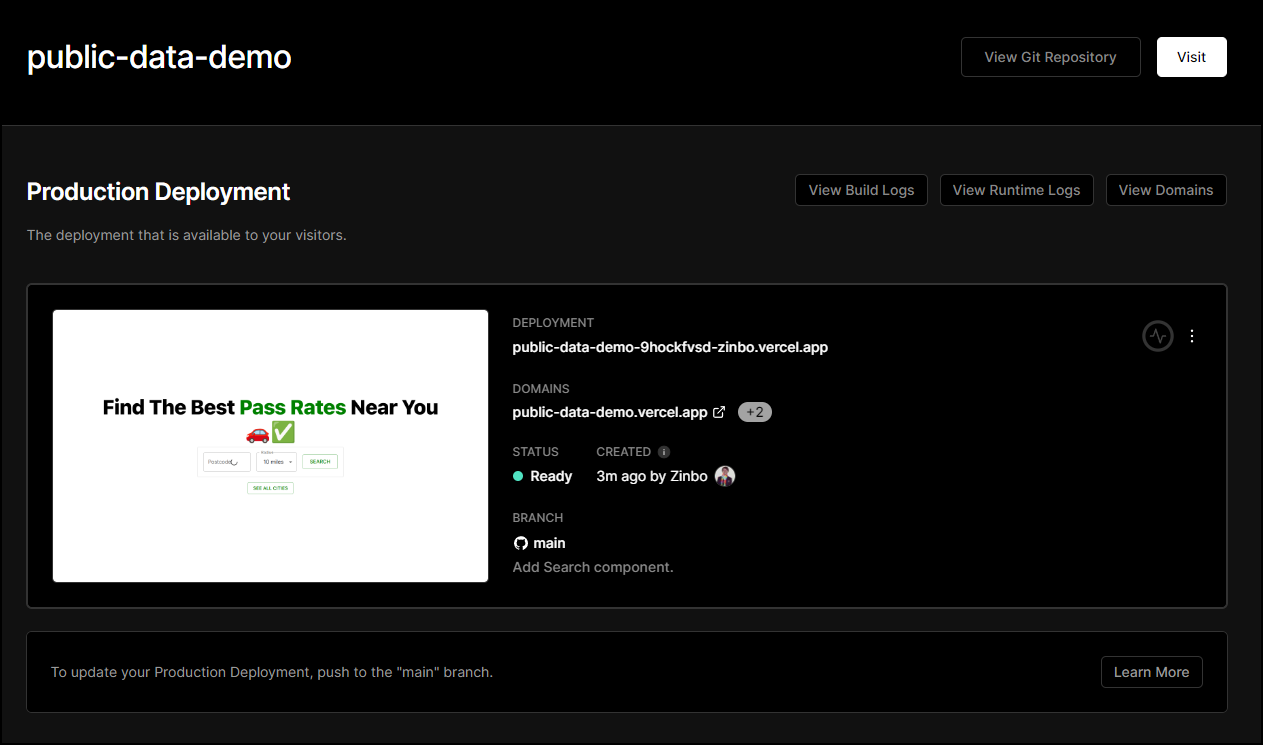 public-data-demo
View Git Repository
Visit
Production Deployment
View Build Logs
View Runtime Logs
View Domains
The deployment that is available to your visitors.
Find The Best Pass Rates Near You
🚗✅
Postcode
Radius
10 miles
SEARCH
SEE ALL CITIES
DEPLOYMENT
public-data-demo-9hockfvsd-zinbo.vercel.app
DOMAINS
public-data-demo.vercel.app
+2
STATUS
CREATED
Ready
3m ago by Zinbo
BRANCH
main
Add Search component.
To update your Production Deployment, push to the "main" branch.
Learn More